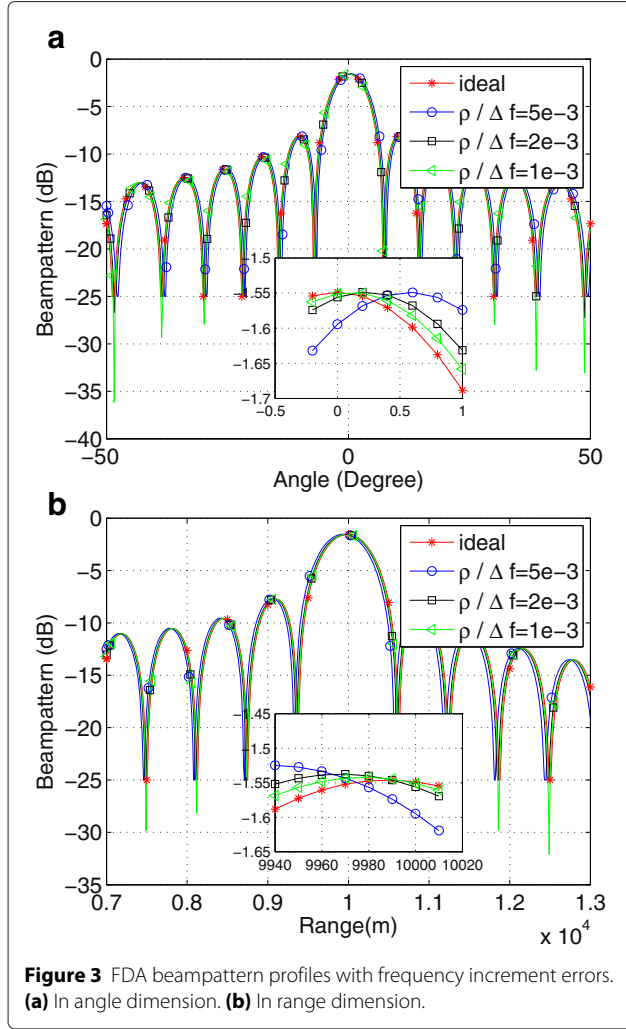 a
0
−5
−10
−15
−20
−25
−30
−35
−40
Beampattern (dB)
ideal
ρ / Δ f=5e−3
ρ / Δ f=2e−3
ρ / Δ f=1e−3
−1.5
−1.55
−1.6
−1.65
−1.7
−0.5 0 0.5 1
−50 0 50
Angle (Degree)
b
0
−5
−10
−15
−20
−25
−30
−35
Beampattern (dB)
ideal
ρ / Δ f=5e−3
ρ / Δ f=2e−3
ρ / Δ f=1e−3
−1.45
−1.5
−1.55
−1.6
−1.65
9940 9960 9980 10000 10020
0.7 0.8 0.9 1 1.1 1.2 1.3
Range(m)
x 10^4
Figure 3 FDA beampattern profiles with frequency increment errors.
(a) In angle dimension. (b) In range dimension.